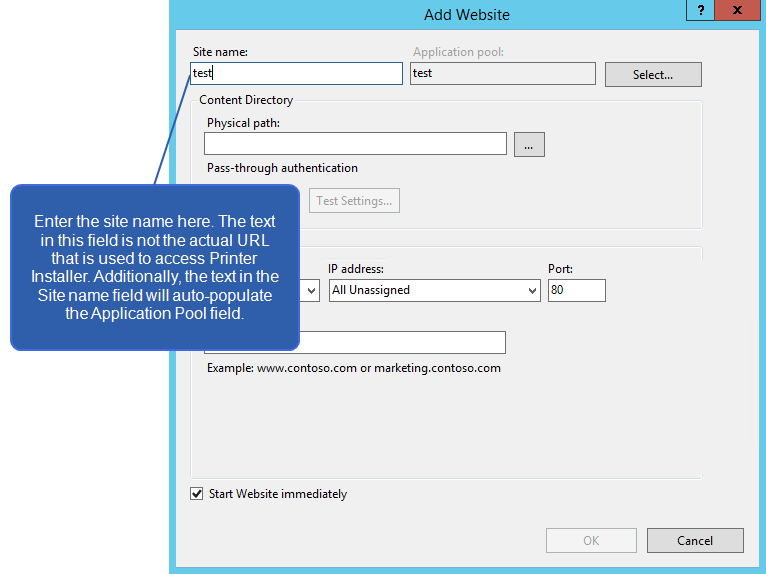 Add Website
?
x
Site name:
Application pool:
test
test
Select...
Content Directory
Physical path:
...
Pass-through authentication
Test Settings...
Enter the site name here. The text
in this field is not the actual URL
that is used to access Printer
Installer. Additionally, the text in the
Site name field will auto-populate
the Application Pool field.
IP address:
Port:
All Unassigned
80
Example: www.contoso.com or marketing.contoso.com
Start Website immediately
OK
Cancel